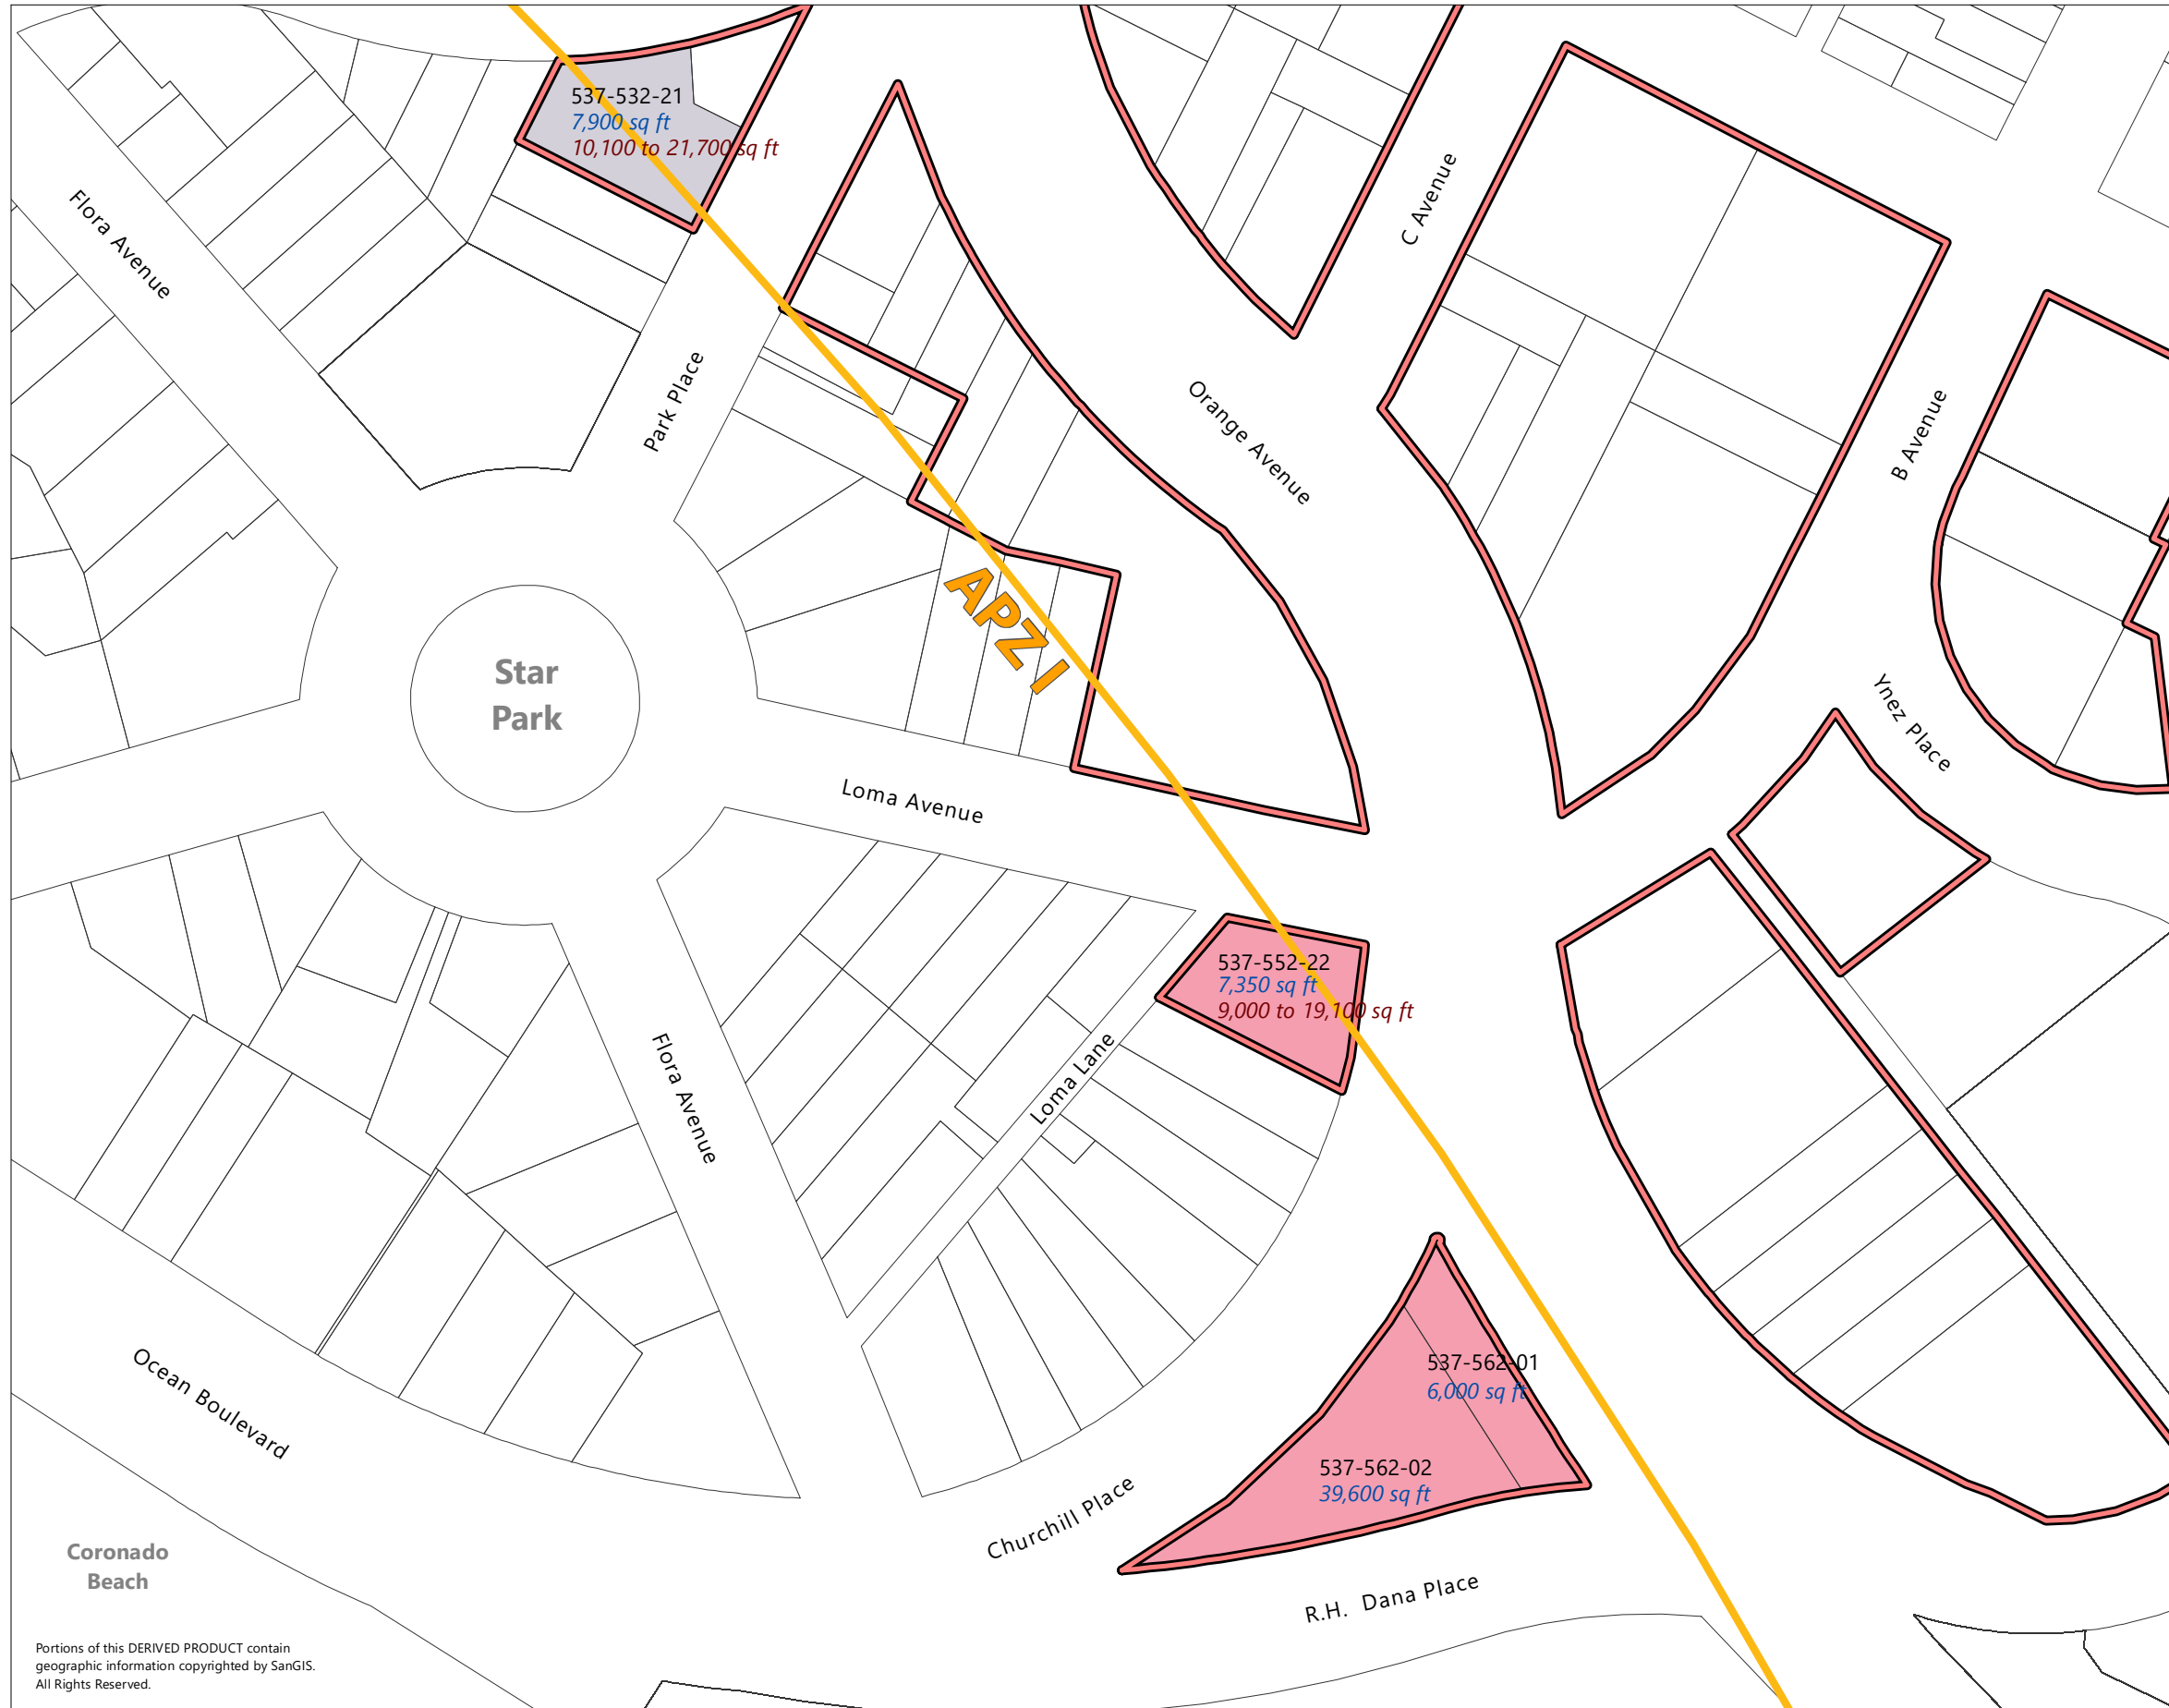 537-532-21
7,900 sq ft
10,100 to 21,700 sq ft
C Avenue
Flora Avenue
Park Place
Orange Avenue
B Avenue
APZ I
Star
Park
Ynez Place
Loma Avenue
537-552-22
7,350 sq ft
9,000 to 19,100 sq ft
Flora Avenue
Loma Lane
Ocean Boulevard
537-562-01
6,000 sq ft
537-562-02
39,600 sq ft
Churchill Place
Coronado
Beach
R.H. Dana Place
Portions of this DERIVED PRODUCT contain
geographic information copyrighted by SanGIS.
All Rights Reserved.